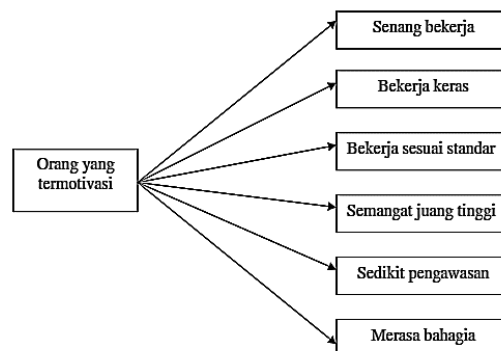 Senang bekerja
Bekerja keras
Orang yang
termotivasi
Bekerja sesuai standar
Semangat juang tinggi
Sedikit pengawasan
Merasa bahagia